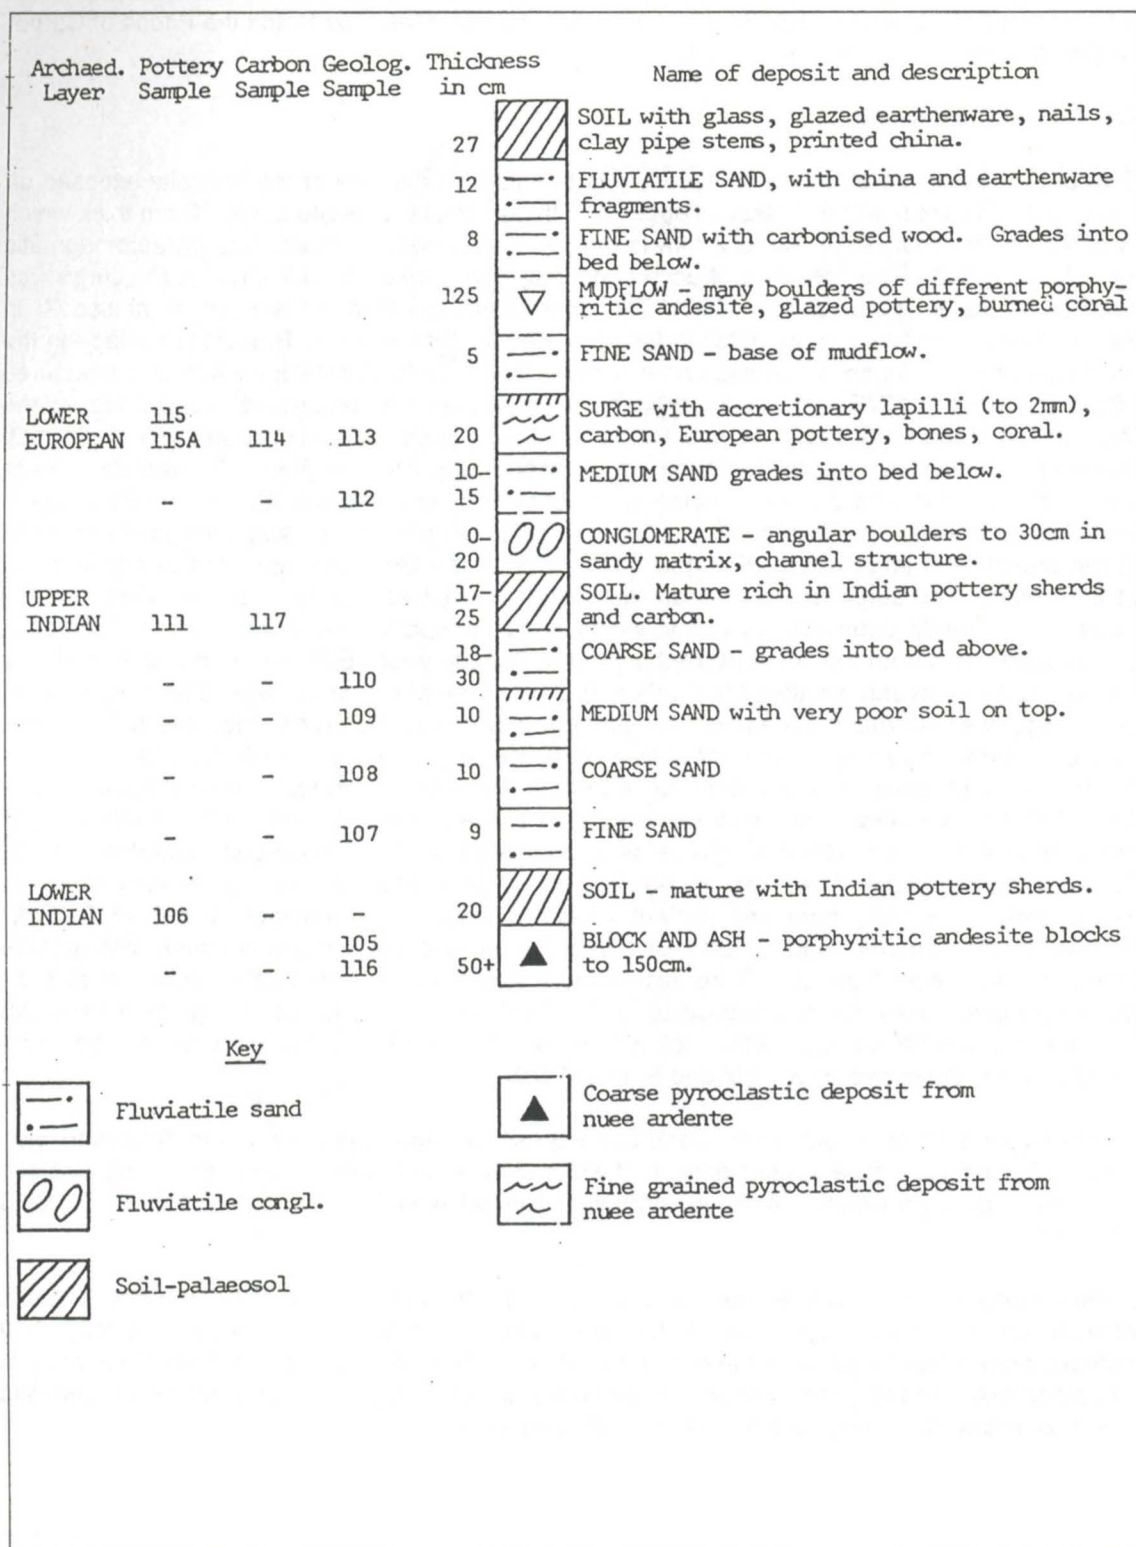 Archaed. Pottery Carbon Geolog. Thickness
Layer Sample Sample Sample in cm
Name of deposit and description
27 SOIL with glass, glazed earthenware, nails,
clay pipe stems, printed china.
12 FLUVIATILE SAND, with china and earthenware
fragments.
8 FINE SAND with carbonised wood. Grades into
bed below.
125 MUDFLOW - many boulders of different porphy-
ritic andesite, glazed pottery, burned coral
5 FINE SAND - base of mudflow.
LOWER 115 SURGE with accretionary lapilli (to 2mm),
EUROPEAN 115A 114 113 20 carbon, European pottery, bones, coral.
10- MEDIUM SAND grades into bed below.
- - 112 15
0- CONGLOMERATE - angular boulders to 30cm in
20 sandy matrix, channel structure.
UPPER 17- SOIL. Mature rich in Indian pottery sherds
INDIAN 111 117 25 and carbon.
18- COARSE SAND - grades into bed above.
- - 110 30
- - 109 10 MEDIUM SAND with very poor soil on top.
- - 108 10 COARSE SAND
- - 107 9 FINE SAND
LOWER SOIL - mature with Indian pottery sherds.
INDIAN 106 - - 20
105 BLOCK AND ASH - porphyritic andesite blocks
- - 116 50+ to 150cm.
Key
Fluviatile sand
Coarse pyroclastic deposit from
nuee ardente
Fluviatile congl.
Fine grained pyroclastic deposit from
nuee ardente
Soil-palaeosol